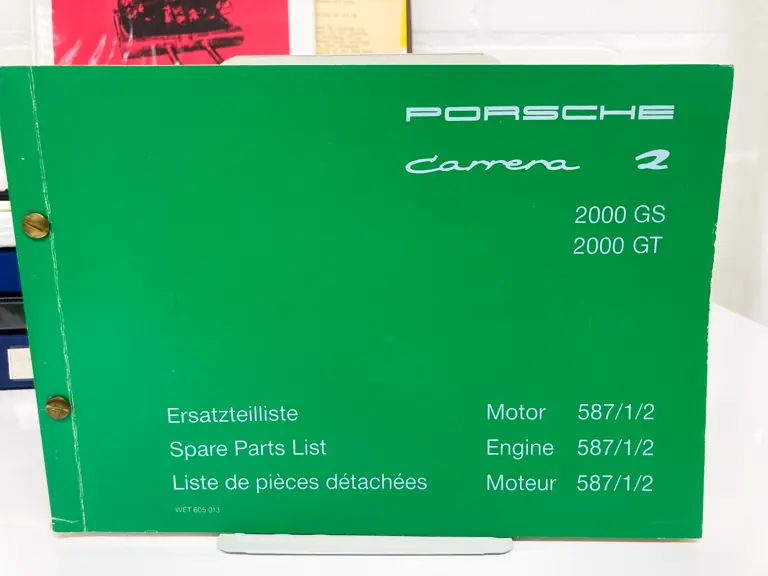 PORSCHE
Carrera 2
2000 GS
2000 GT
Ersatzteilliste Motor 587/1/2
Spare Parts List Engine 587/1/2
Liste de pièces détachées Moteur 587/1/2
WET 605 013